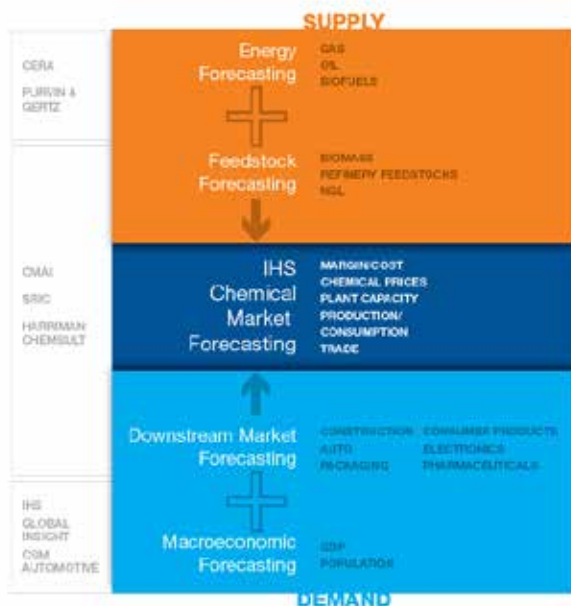 SUPPLY
CERA
PURVIN &
GERTZ
Energy
Forecasting
GAS
OIL
BIOFUELS
Feedstock
Forecasting
BIOMASS
REFINERY FEEDSTOCKS
NGL
CMAI
SRIC
HARRIMAN
CHEMSULT
IHS
Chemical
Market
Forecasting
MARGIN/COST
CHEMICAL PRICES
PLANT CAPACITY
PRODUCTION/
CONSUMPTION
TRADE
Downstream Market
Forecasting
CONSTRUCTION
AUTO
PACKAGING
CONSUMER PRODUCTS
ELECTRONICS
PHARMACEUTICALS
IHS
GLOBAL
INSIGHT
CSM
AUTOMOTIVE
Macroeconomic
Forecasting
GDP
POPULATION
DEMAND